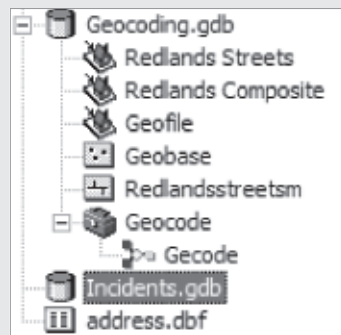 Geocoding.gdb
Redlands Streets
Redlands Composite
Geofile
Geobase
Redlandsstreetsm
Geocode
Gecode
Incidents.gdb
address.dbf